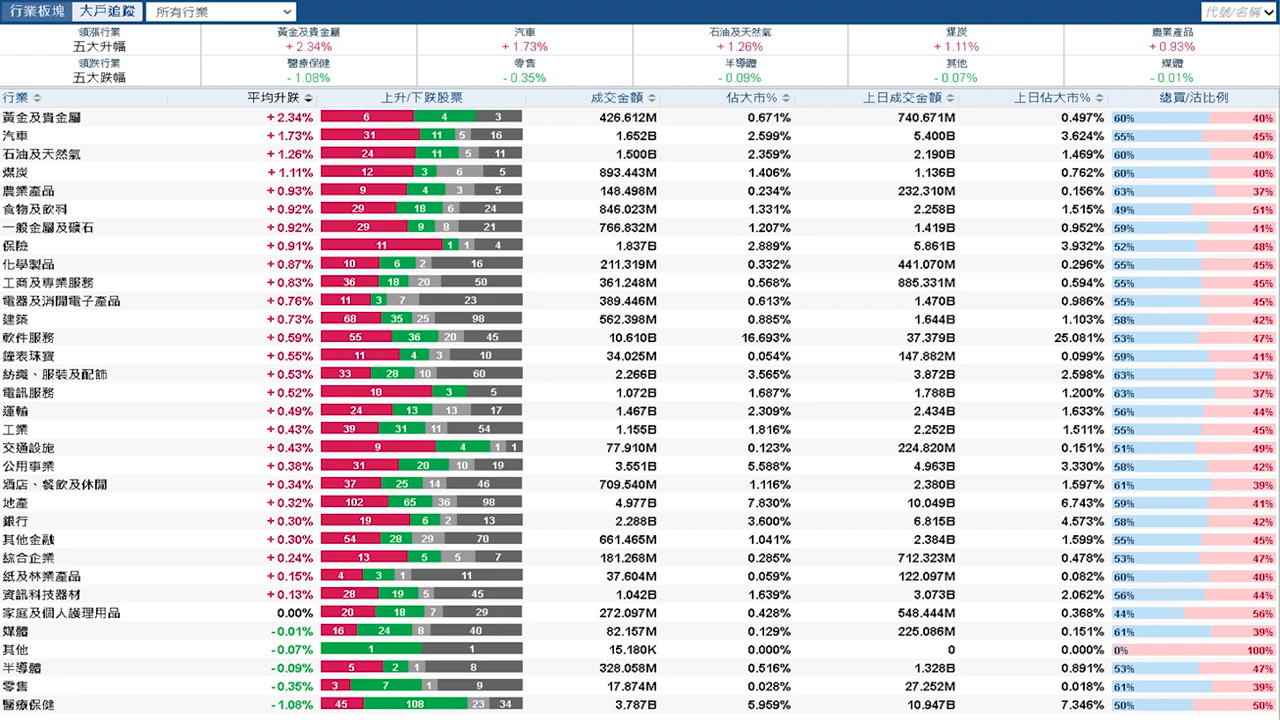 行業板塊 大戶追蹤 所有行業 代號/名稱
領漲行業 黃金及貴金屬 汽車 石油及天然氣 煤炭 農業產品
五大升幅 + 2.34% + 1.73% + 1.26% + 1.11% + 0.93%
領跌行業 醫療保健 零售 半導體 其他 媒體
五大跌幅 - 1.08% - 0.35% - 0.09% - 0.07% - 0.01%
行業 平均升跌 上升/下跌股票 成交金額 佔大市% 上日成交金額 上日佔大市% 總買/沽比例
黃金及貴金屬 + 2.34% 6 4 3 426.612M 0.671% 740.671M 0.497% 60% 40%
汽車 + 1.73% 31 11 5 16 1.652B 2.599% 5.400B 3.624% 55% 45%
石油及天然氣 + 1.26% 24 11 5 11 1.500B 2.359% 2.190B 1.469% 60% 40%
煤炭 + 1.11% 12 3 6 5 893.443M 1.406% 1.136B 0.762% 60% 40%
農業產品 + 0.93% 9 4 3 5 148.498M 0.234% 232.310M 0.156% 63% 37%
食物及飲料 + 0.92% 29 18 6 24 846.023M 1.331% 2.258B 1.515% 49% 51%
一般金屬及礦石 + 0.92% 29 9 8 21 766.832M 1.207% 1.419B 0.952% 59% 41%
保險 + 0.91% 11 1 1 4 1.837B 2.889% 5.861B 3.932% 52% 48%
化學製品 + 0.87% 10 6 2 16 211.319M 0.332% 441.070M 0.296% 55% 45%
工商及專業服務 + 0.83% 36 18 20 50 361.248M 0.568% 885.331M 0.594% 55% 45%
電器及消閒電子產品 + 0.76% 11 3 7 23 389.446M 0.613% 1.470B 0.986% 55% 45%
建築 + 0.73% 68 35 25 98 562.398M 0.885% 1.644B 1.103% 58% 42%
軟件服務 + 0.59% 55 36 20 45 10.610B 16.693% 37.379B 25.081% 53% 47%
鐘表珠寶 + 0.55% 11 4 3 10 34.025M 0.054% 147.882M 0.099% 59% 41%
紡織、服裝及配飾 + 0.53% 33 28 10 60 2.266B 3.565% 3.872B 2.598% 63% 37%
電訊服務 + 0.52% 10 3 5 1.072B 1.687% 1.788B 1.200% 63% 37%
運輸 + 0.49% 24 13 13 17 1.467B 2.309% 2.434B 1.633% 56% 44%
工業 + 0.43% 39 31 11 54 1.155B 1.816% 2.252B 1.511% 55% 45%
交通設施 + 0.43% 9 4 1 1 77.910M 0.123% 224.820M 0.151% 51% 49%
公用事業 + 0.38% 31 20 10 19 3.551B 5.588% 4.963B 3.330% 58% 42%
酒店、餐飲及休閒 + 0.34% 37 25 14 46 709.540M 1.116% 2.380B 1.597% 61% 39%
地產 + 0.32% 102 65 36 98 4.977B 7.830% 10.049B 6.743% 59% 41%
銀行 + 0.30% 19 6 2 13 2.288B 3.600% 6.815B 4.573% 58% 42%
其他金融 + 0.30% 54 28 29 70 661.465M 1.041% 2.384B 1.599% 55% 45%
綜合企業 + 0.24% 13 5 5 7 181.268M 0.285% 712.323M 0.478% 53% 47%
紙及林業產品 + 0.15% 4 3 1 11 37.604M 0.059% 122.097M 0.082% 60% 40%
資訊科技器材 + 0.13% 28 19 5 45 1.042B 1.639% 3.073B 2.062% 56% 44%
家庭及個人護理用品 0.00% 20 18 7 29 272.097M 0.428% 548.444M 0.368% 44% 56%
媒體 - 0.01% 16 24 8 40 82.157M 0.129% 225.086M 0.151% 61% 39%
其他 - 0.07% 1 1 15.180K 0.000% 0 0.000% 0% 100%
半導體 - 0.09% 5 2 1 8 328.058M 0.516% 1.328B 0.891% 53% 47%
零售 - 0.35% 3 7 1 9 17.874M 0.028% 27.252M 0.018% 61% 39%
醫療保健 - 1.08% 45 108 23 34 3.787B 5.959% 10.947B 7.346% 50% 50%